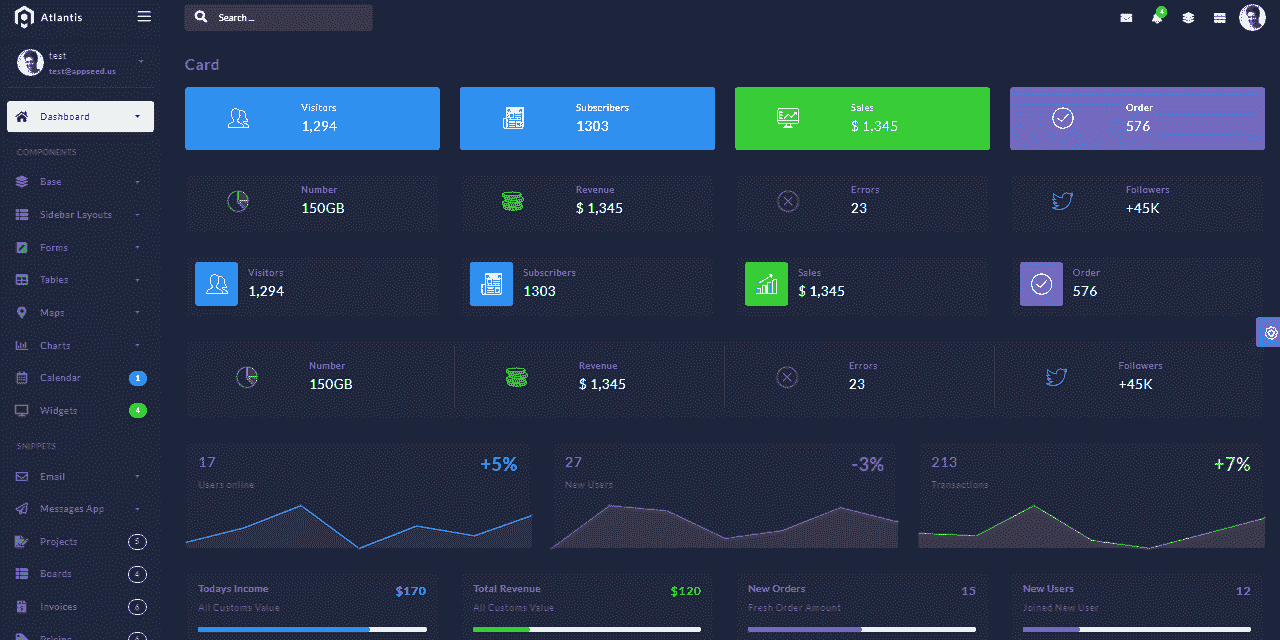 Atlantis
Search ...
4
test
test@appseed.us
Dashboard
COMPONENTS
Base
Sidebar Layouts
Forms
Tables
Maps
Charts
Calendar
1
Widgets
4
SNIPPETS
Email
Messages App
Projects
5
Boards
4
Invoices
6
Pricing
Card
Visitors
1,294
Subscribers
1303
Sales
$ 1,345
Order
576
Number
150GB
Revenue
$ 1,345
Errors
23
Followers
+45K
Visitors
1,294
Subscribers
1303
Sales
$ 1,345
Order
576
Number
150GB
Revenue
$ 1,345
Errors
23
Followers
+45K
17
+5%
Users online
27
-3%
New Users
213
+7%
Transactions
Todays Income
$170
All Customs Value
Total Revenue
$120
All Customs Value
New Orders
15
Fresh Order Amount
New Users
12
Joined New User